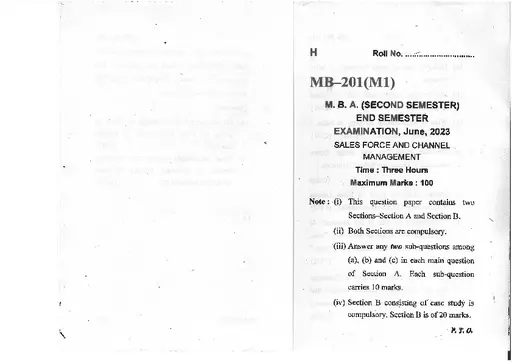 H Roll No. ..............................
MB–201(M1)
M. B. A. (SECOND SEMESTER)
END SEMESTER
EXAMINATION, June, 2023
SALES FORCE AND CHANNEL
MANAGEMENT
Time : Three Hours
Maximum Marks : 100
Note : (i) This question paper contains two
Sections–Section A and Section B.
(ii) Both Sections are compulsory.
(iii) Answer any two sub-questions among
(a), (b) and (c) in each main question
of Section A. Each sub-question
carries 10 marks.
(iv) Section B consisting of case study is
compulsory. Section B is of 20 marks.
P. T. O.